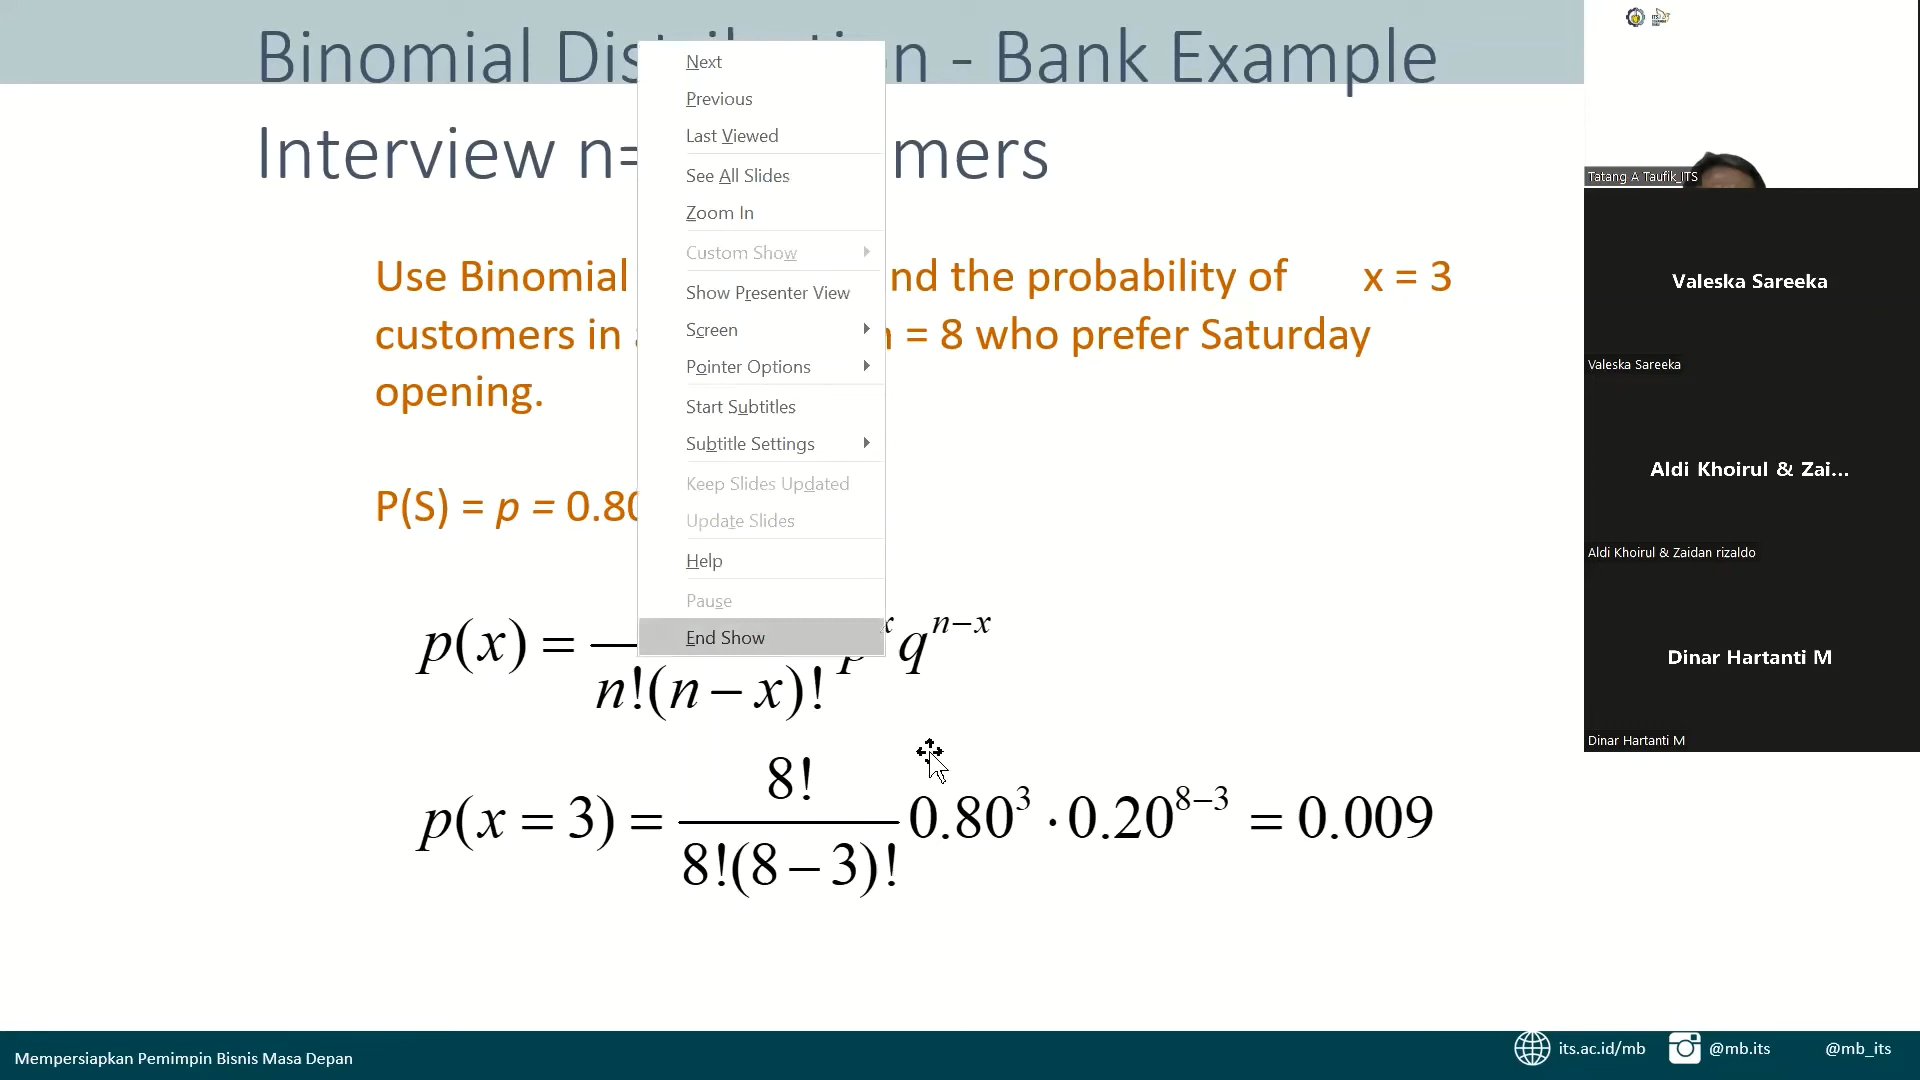 Binomial Dis n - Bank Example
Interview n= mers
Use Binomial nd the probability of x = 3
customers in = 8 who prefer Saturday
opening.
P(S) = p = 0.80
p(x) = n!(n − x)! p^x q^{n−x}
p(x = 3) = \frac{8!}{8!(8 − 3)!} 0.80^3 · 0.20^{8−3} = 0.009
Next
Previous
Last Viewed
See All Slides
Zoom In
Custom Show
Show Presenter View
Screen
Pointer Options
Start Subtitles
Subtitle Settings
Keep Slides Updated
Update Slides
Help
Pause
End Show
Tatang A Taufik_ITS
Valeska Sareeka
Valeska Sareeka
Aldi Khoirul & Zai...
Aldi Khoirul & Zaidan rizaldo
Dinar Hartanti M
Dinar Hartanti M
Mempersiapkan Pemimpin Bisnis Masa Depan
its.ac.id/mb
@mb.its
@mb_its